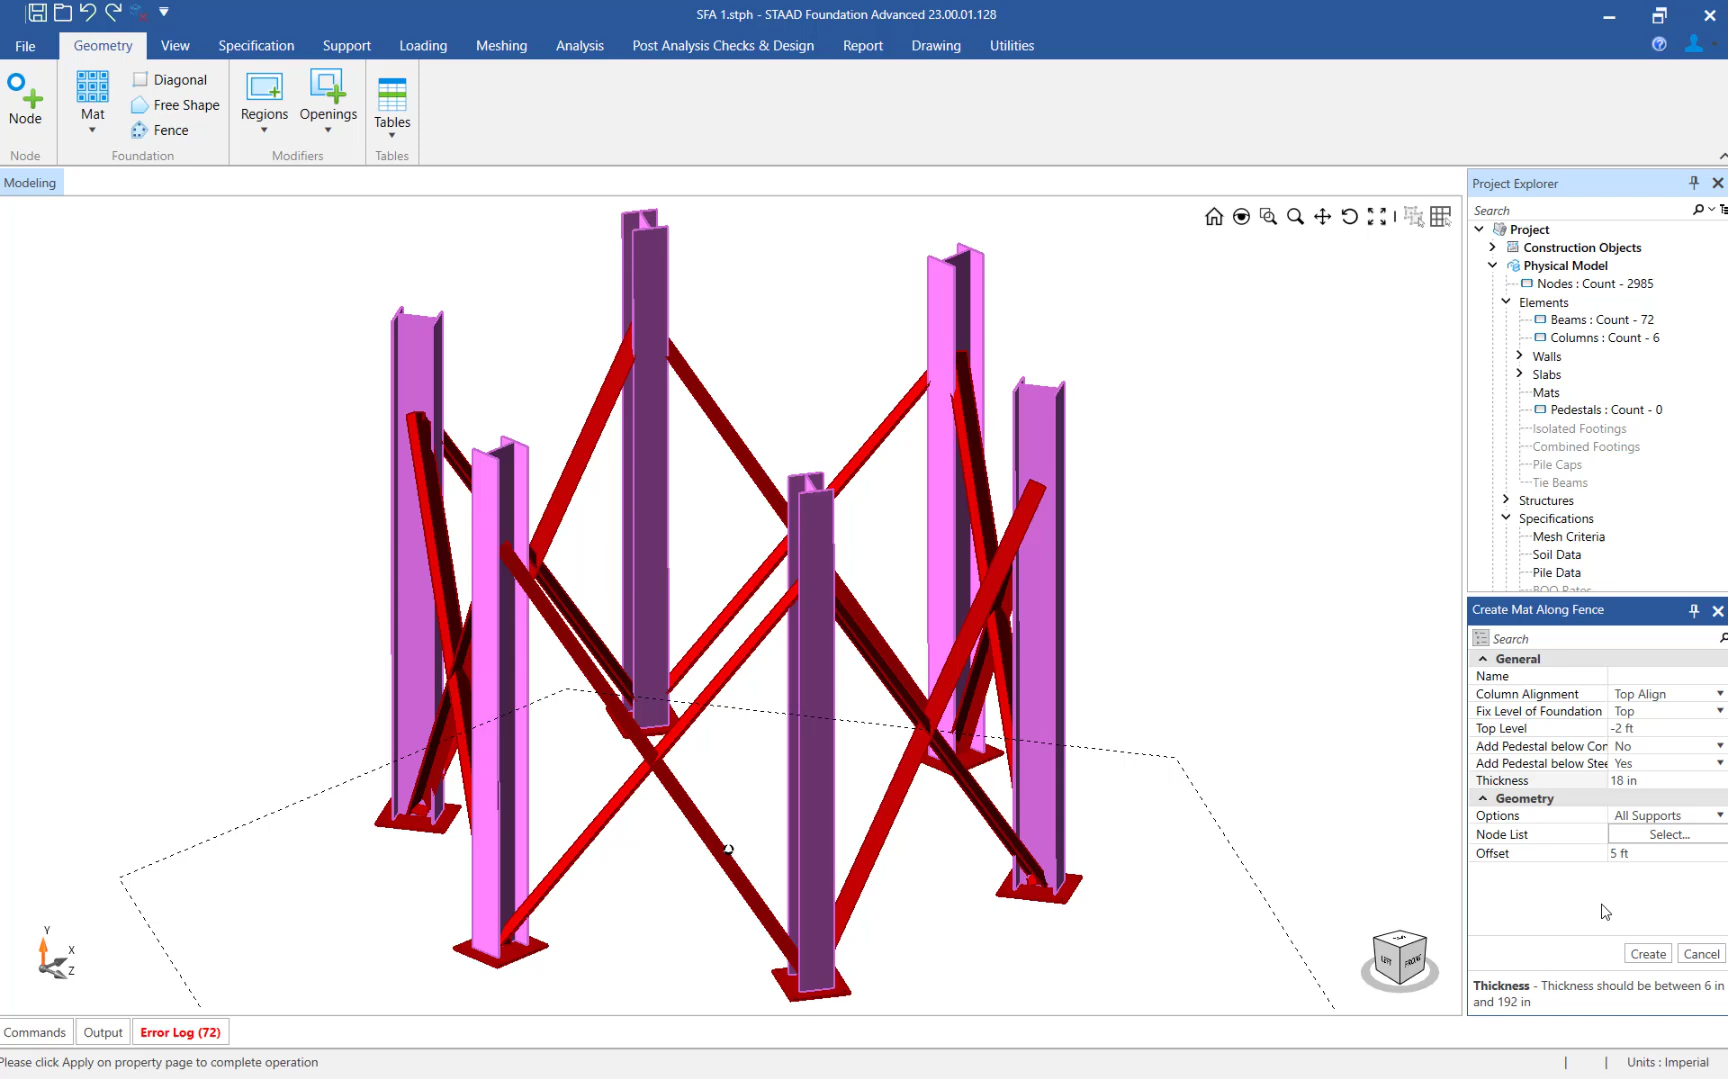 SFA 1.stph - STAAD Foundation Advanced 23.00.01.128
File Geometry View Specification Support Loading Meshing Analysis Post Analysis Checks & Design Report Drawing Utilities
Node
Mat
Diagonal
Free Shape
Fence
Regions
Openings
Tables
Node Foundation Modifiers Tables
Modeling
Project Explorer
Search
Project
Construction Objects
Physical Model
Nodes : Count - 2985
Elements
Beams : Count - 72
Columns : Count - 6
Walls
Slabs
Mats
Pedestals : Count - 0
Isolated Footings
Combined Footings
Pile Caps
Tie Beams
Structures
Specifications
Mesh Criteria
Soil Data
Pile Data
Create Mat Along Fence
Search
General
Name
Column Alignment Top Align
Fix Level of Foundation Top
Top Level -2 ft
Add Pedestal below Con No
Add Pedestal below Stee Yes
Thickness 18 in
Geometry
Options All Supports
Node List Select...
Offset 5 ft
Create Cancel
Thickness - Thickness should be between 6 in
and 192 in
Y
X
Z
LEFT FRONT
Commands Output Error Log (72)
Please click Apply on property page to complete operation
Units : Imperial